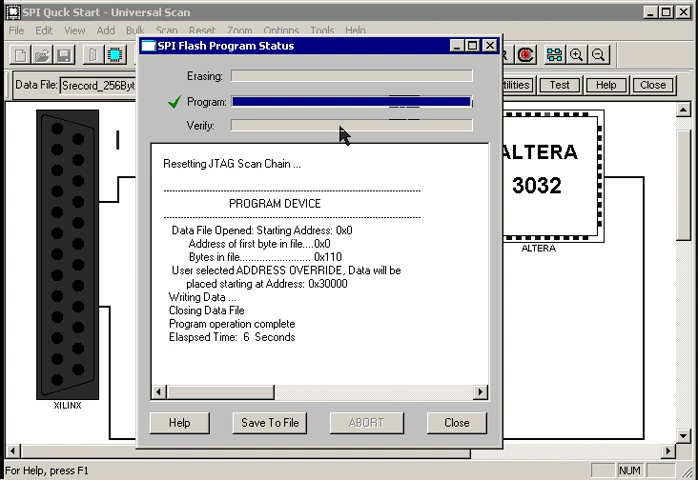 SPI Quck Start - Universal Scan
File Edit View Add Bulk Scan Reset Zoom Options Tools Help
SPI Flash Program Status
Data File: Srecord_256Byt
tilities Test Help Close
Erasing:
Program:
Verify:
Resetting JTAG Scan Chain ...
PROGRAM DEVICE
Data File Opened: Starting Address: 0x0
Address of first byte in file....0x0
Bytes in file........................ 0x110
User selected ADDRESS OVERRIDE, Data will be
placed starting at Address: 0x30000
Writing Data ...
Closing Data File
Program operation complete
Elaspsed Time: 6 Seconds
Help Save To File ABORT Close
XILINX
ALTERA
3032
ALTERA
For Help, press F1
NUM